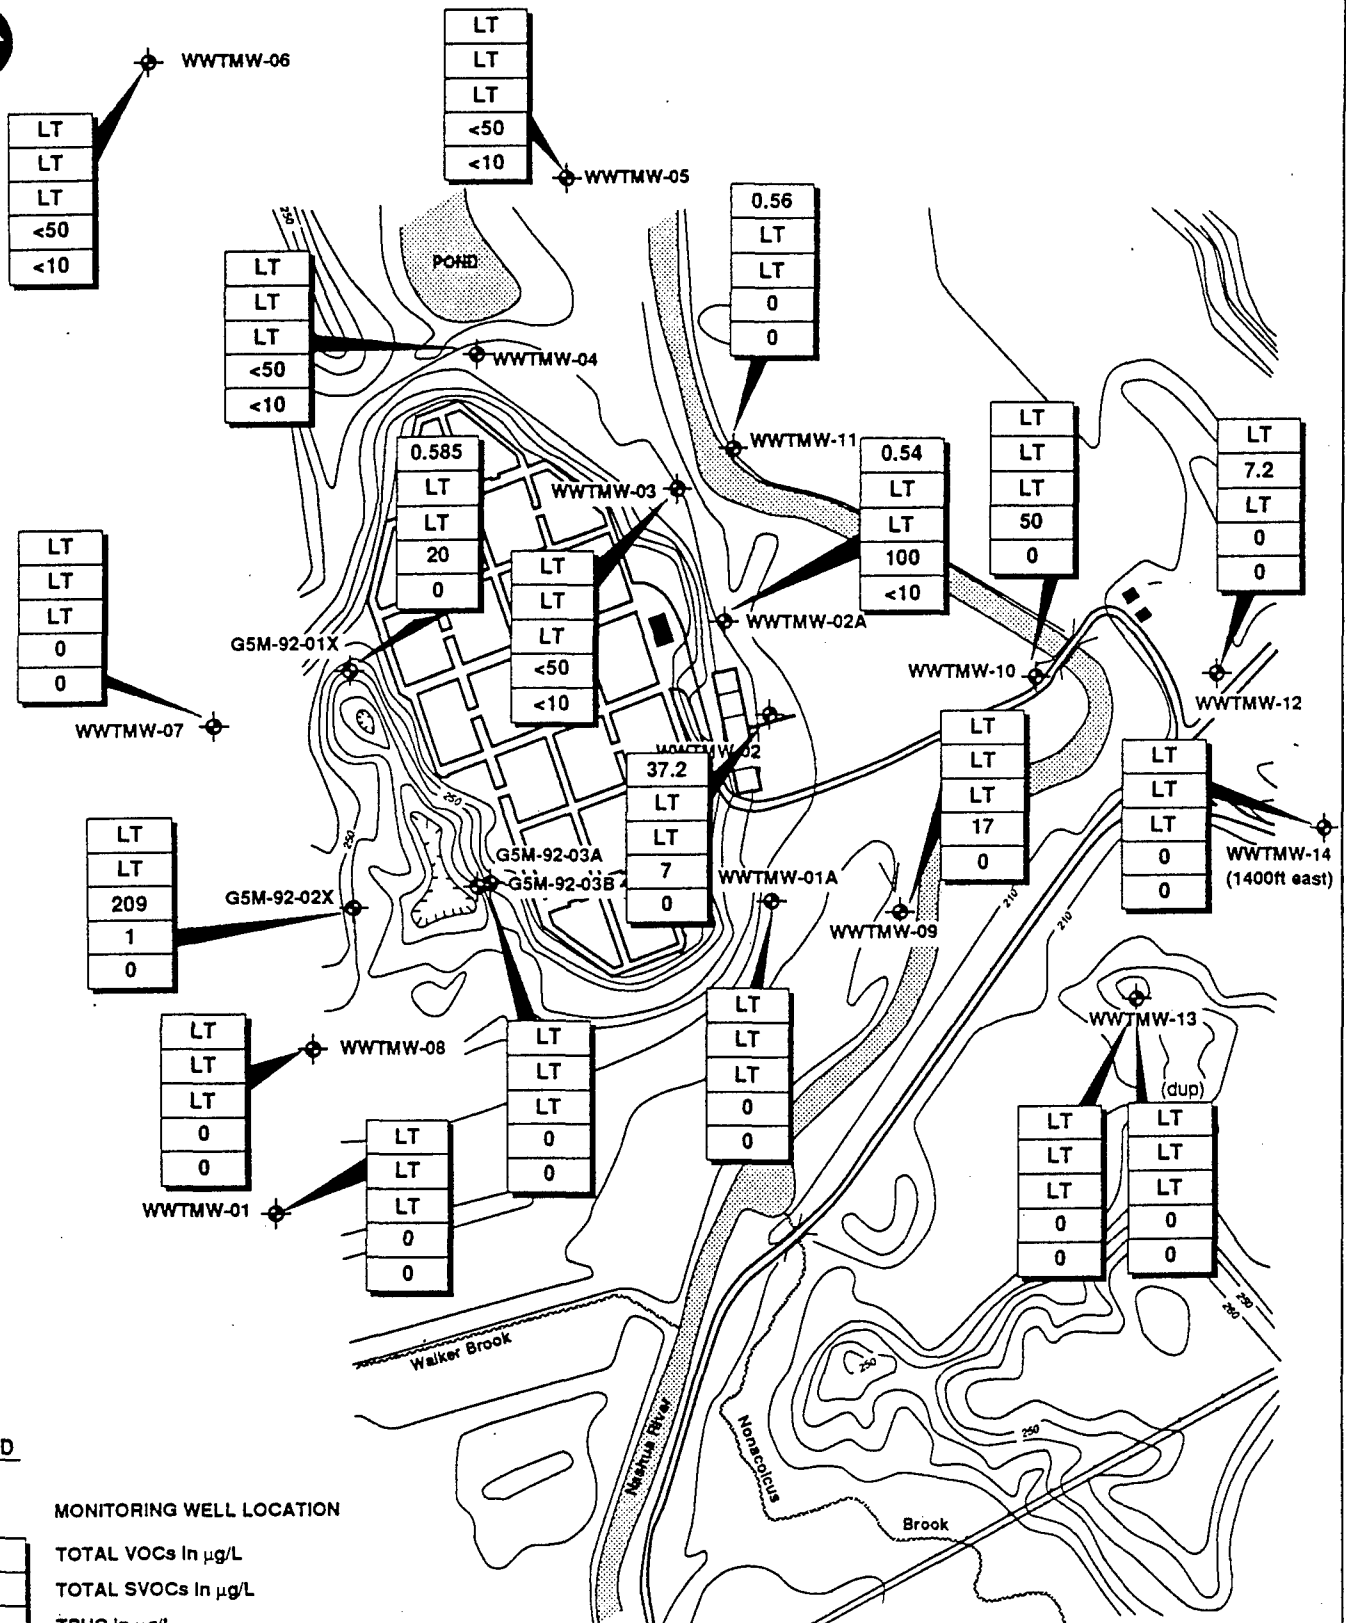 WWTMW-06
LT
LT
LT
<50
<10
LT
LT
LT
<50
<10
WWTMW-05
0.56
LT
LT
0
0
250
POND
LT
LT
LT
<50
<10
WWTMW-04
WWTMW-11
0.585
LT
LT
20
0
WWTMW-03
0.54
LT
LT
100
<10
LT
LT
LT
50
0
LT
7.2
LT
0
0
LT
LT
LT
0
0
LT
LT
LT
<50
<10
G5M-92-01X
WWTMW-02A
WWTMW-10
WWTMW-12
WWTMW-07
WWTMW-02
37.2
LT
LT
7
0
LT
LT
LT
17
0
LT
LT
LT
0
0
WWTMW-14
(1400ft east)
250
250
LT
LT
209
1
0
G5M-92-03A
G5M-92-03B
G5M-92-02X
WWTMW-01A
WWTMW-09
210
210
WWTMW-13
(dup)
LT
LT
LT
0
0
WWTMW-08
LT
LT
LT
0
0
LT
LT
LT
0
0
LT
LT
LT
0
0
LT
LT
LT
0
0
WWTMW-01
LT
LT
LT
0
0
Walker Brook
250
260
250
250
Nashua River
Nonacoicus
Brook
D
MONITORING WELL LOCATION
TOTAL VOCs In µg/L
TOTAL SVOCs In µg/L